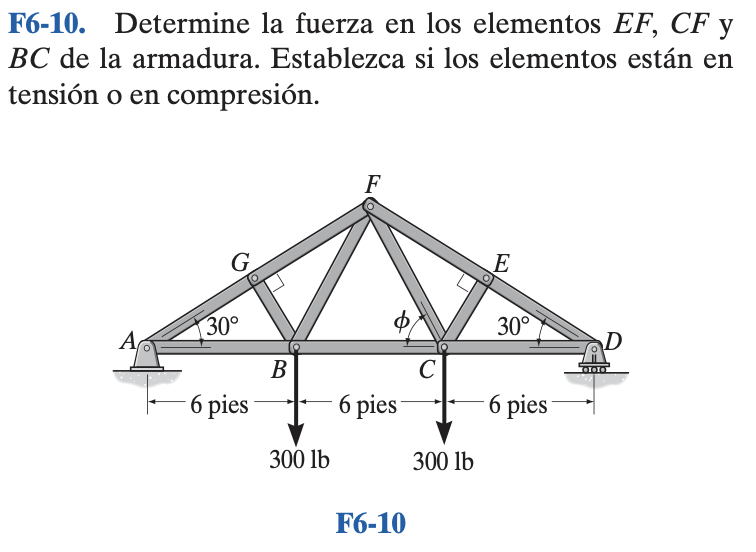 F6-10. Determine la fuerza en los elementos EF, CF y
BC de la armadura. Establezca si los elementos están en
tensión o en compresión.
F
G
E
A
30°
ϕ
30°
D
B
C
6 pies
6 pies
6 pies
300 lb
300 lb
F6-10